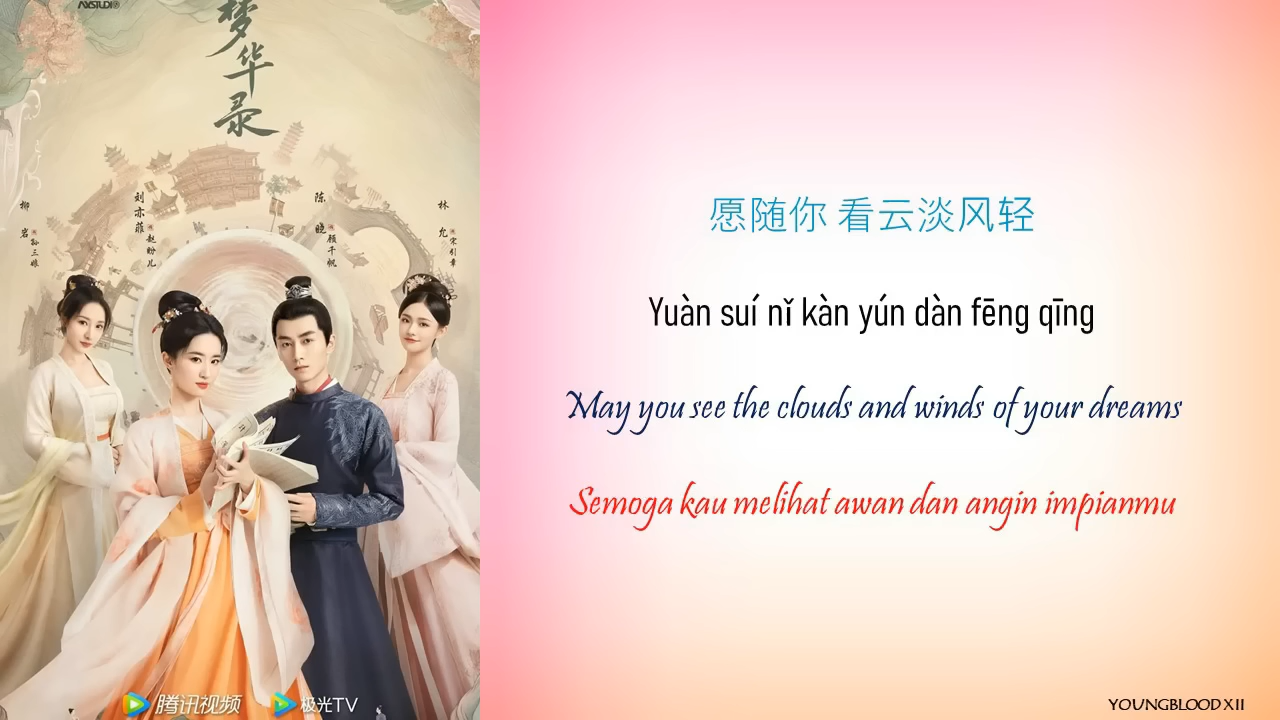 AXSTUDIO®
梦华录
柳岩
孙三娘
刘亦菲
赵盼儿
陈晓
顾千帆
林允
宋引章
愿随你 看云淡风轻
Yuàn suí nǐ kàn yún dàn fēng qīng
May you see the clouds and winds of your dreams
Semoga kau melihat awan dan angin impianmu
腾讯视频
极光TV
YOUNGBLOOD XII